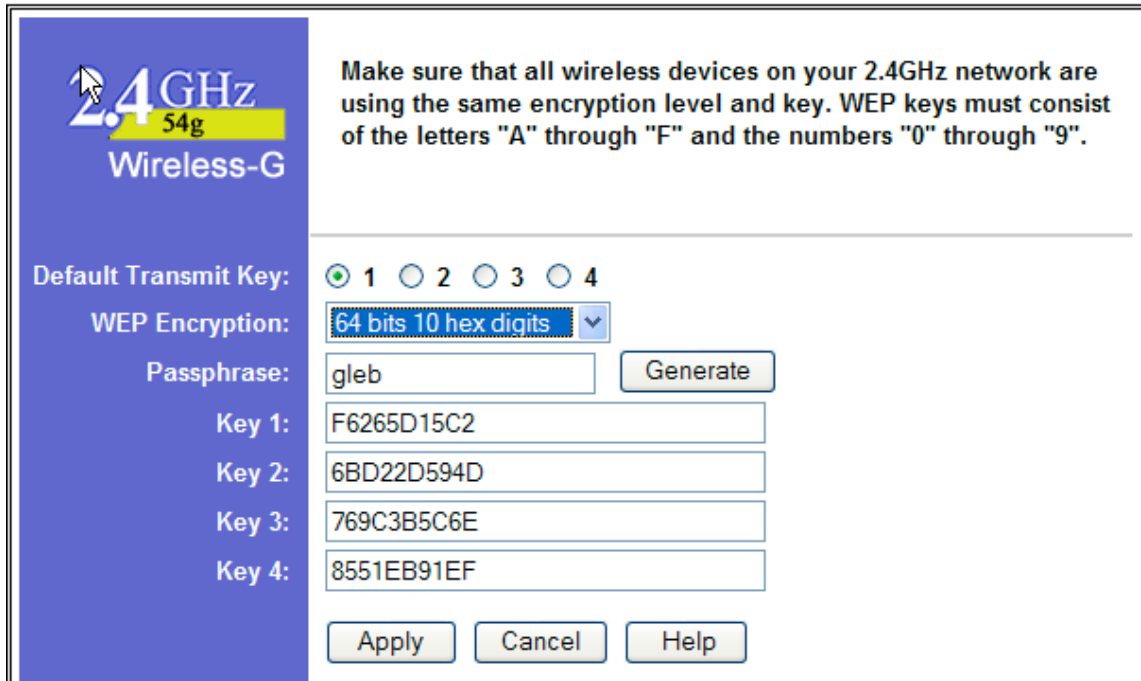 2.4GHz
54g
Wireless-G
Make sure that all wireless devices on your 2.4GHz network are
using the same encryption level and key. WEP keys must consist
of the letters "A" through "F" and the numbers "0" through "9".
Default Transmit Key: 1 2 3 4
WEP Encryption: 64 bits 10 hex digits
Passphrase: gleb Generate
Key 1: F6265D15C2
Key 2: 6BD22D594D
Key 3: 769C3B5C6E
Key 4: 8551EB91EF
Apply Cancel Help